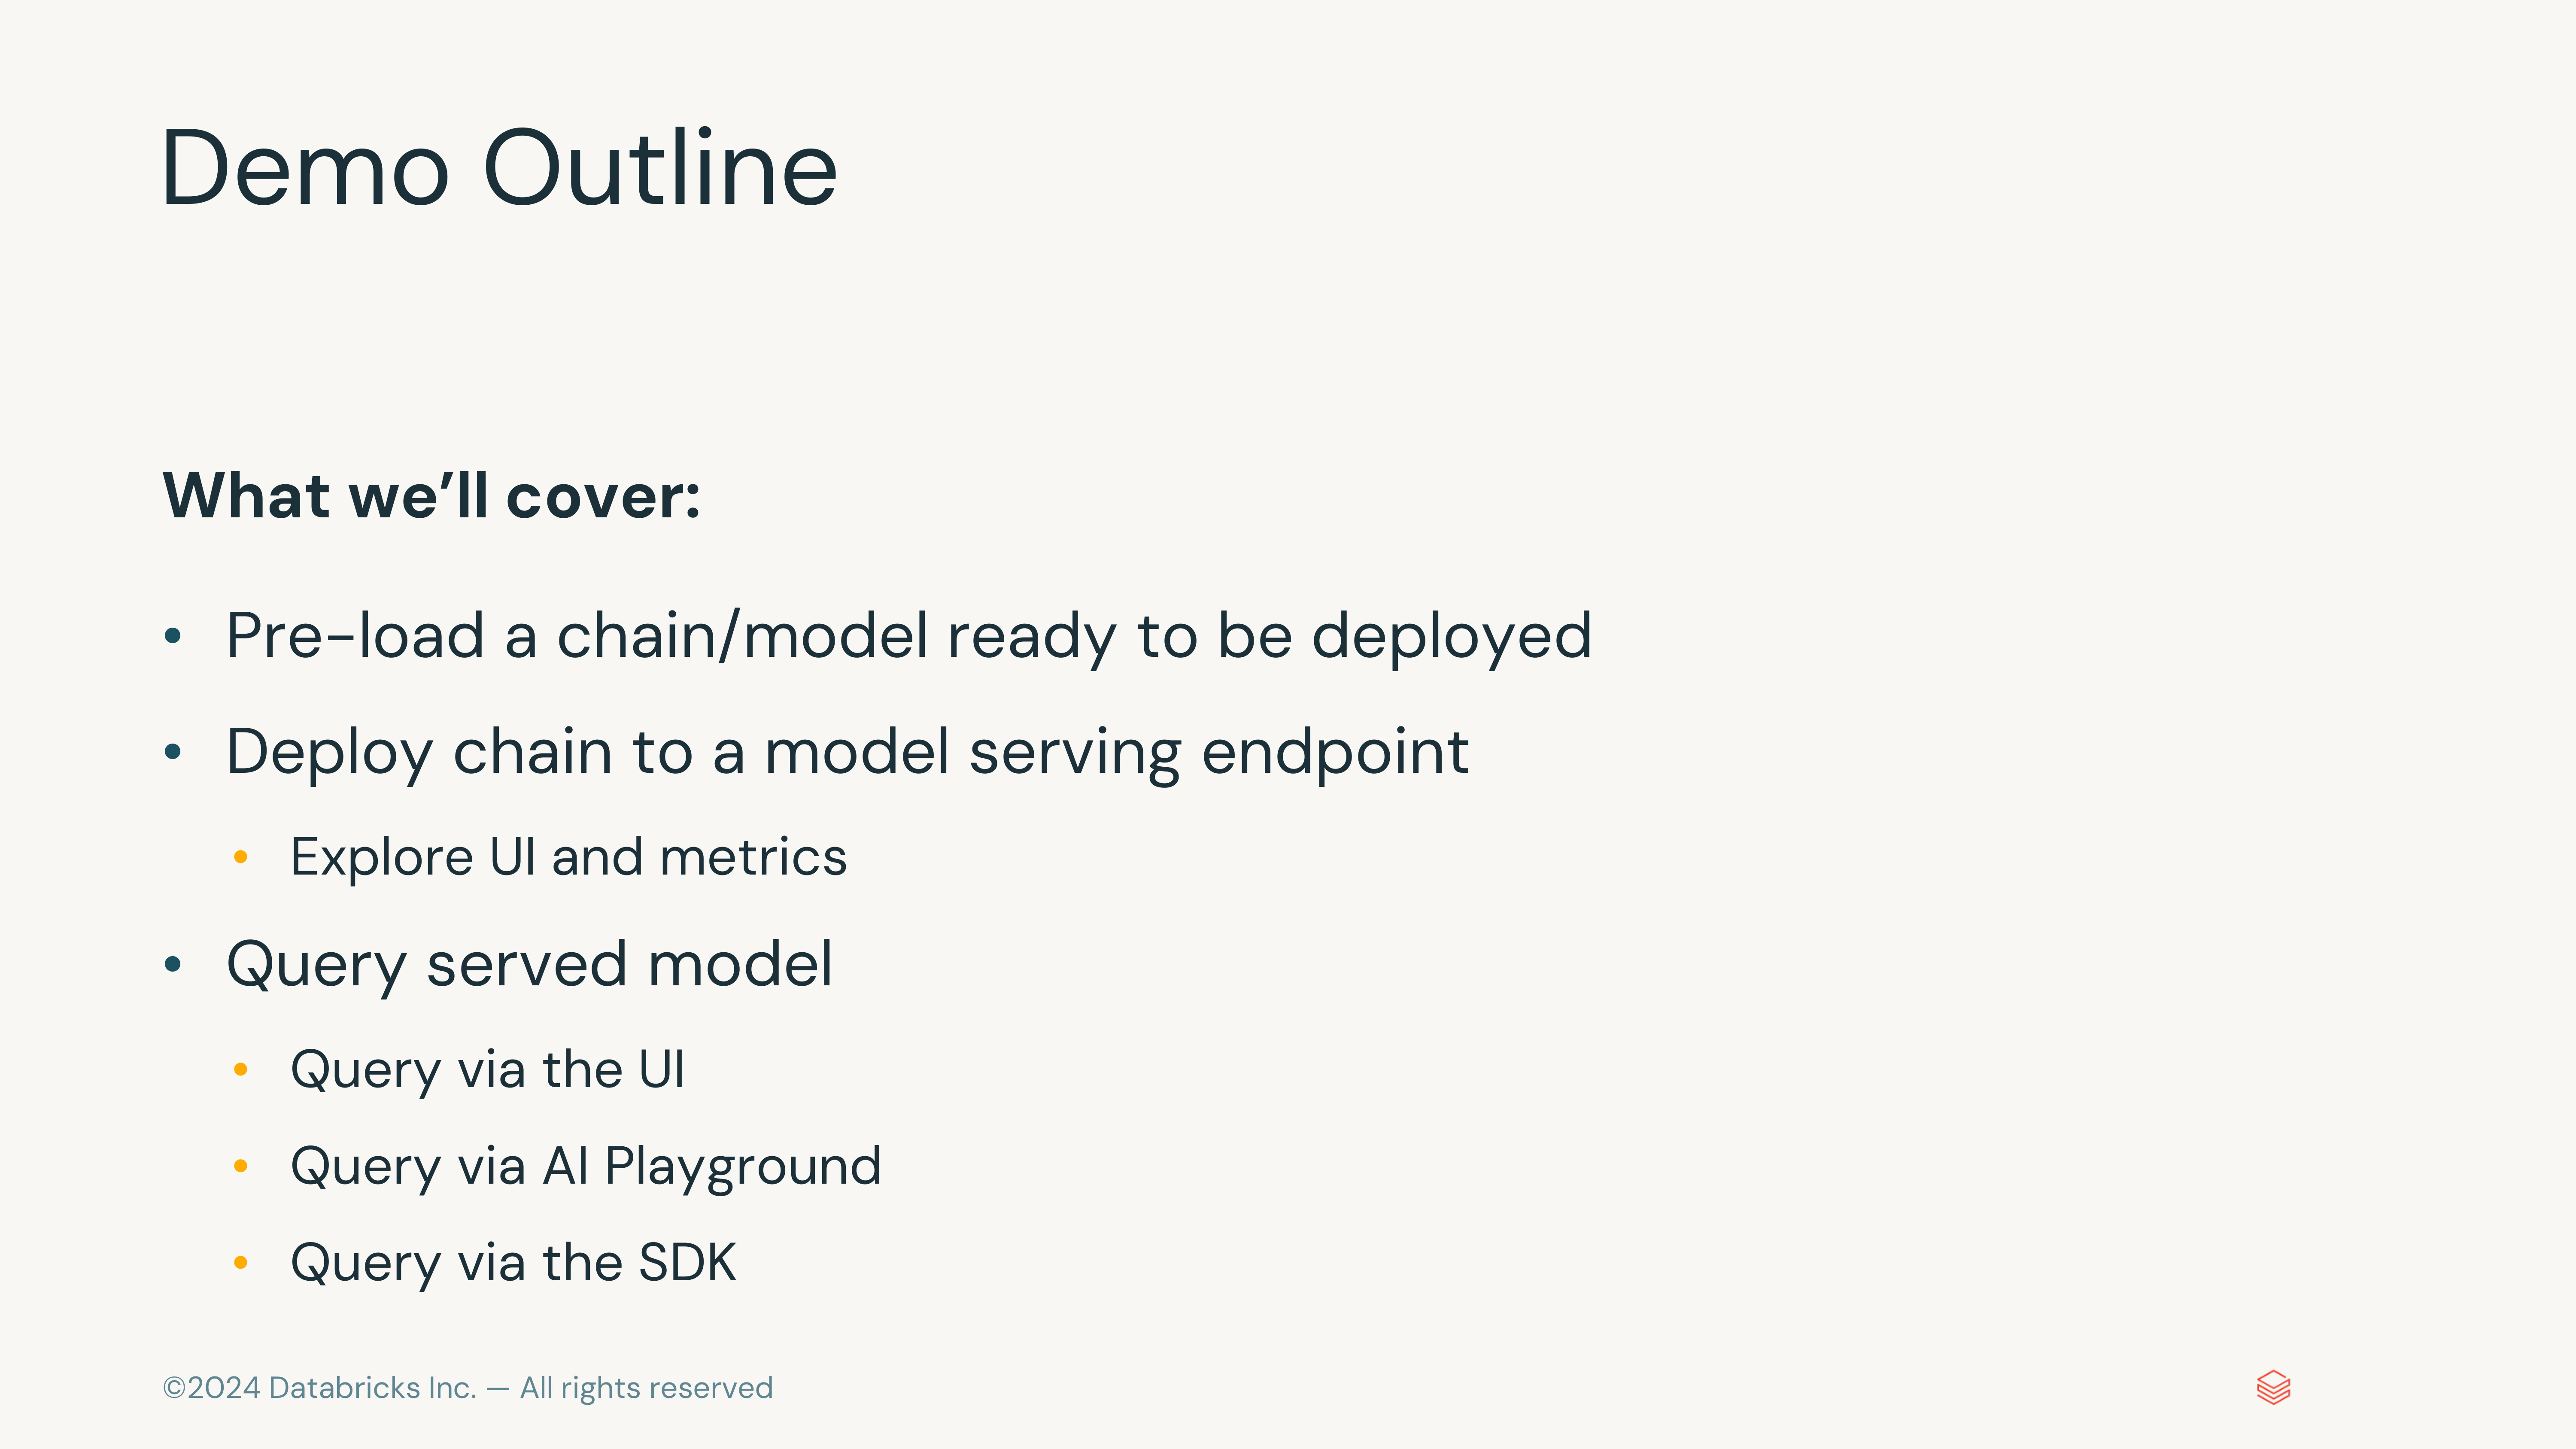 Demo Outline
What we’ll cover:
• Pre-load a chain/model ready to be deployed
• Deploy chain to a model serving endpoint
• Explore UI and metrics
• Query served model
• Query via the UI
• Query via AI Playground
• Query via the SDK
©2024 Databricks Inc. — All rights reserved